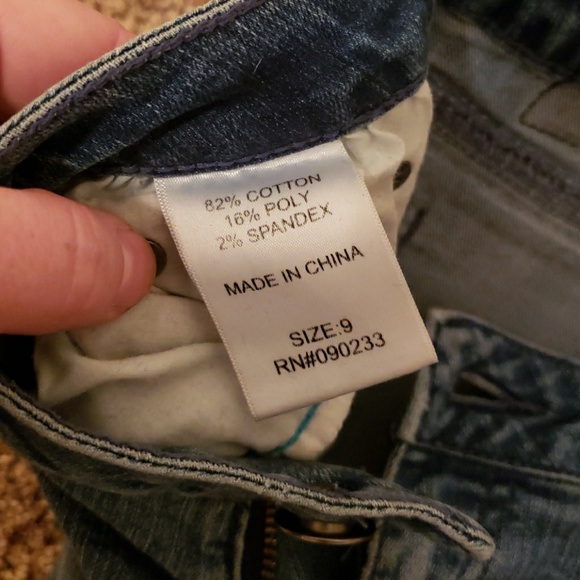 82% COTTON
16% POLY
2% SPANDEX
MADE IN CHINA
SIZE:9
RN#090233